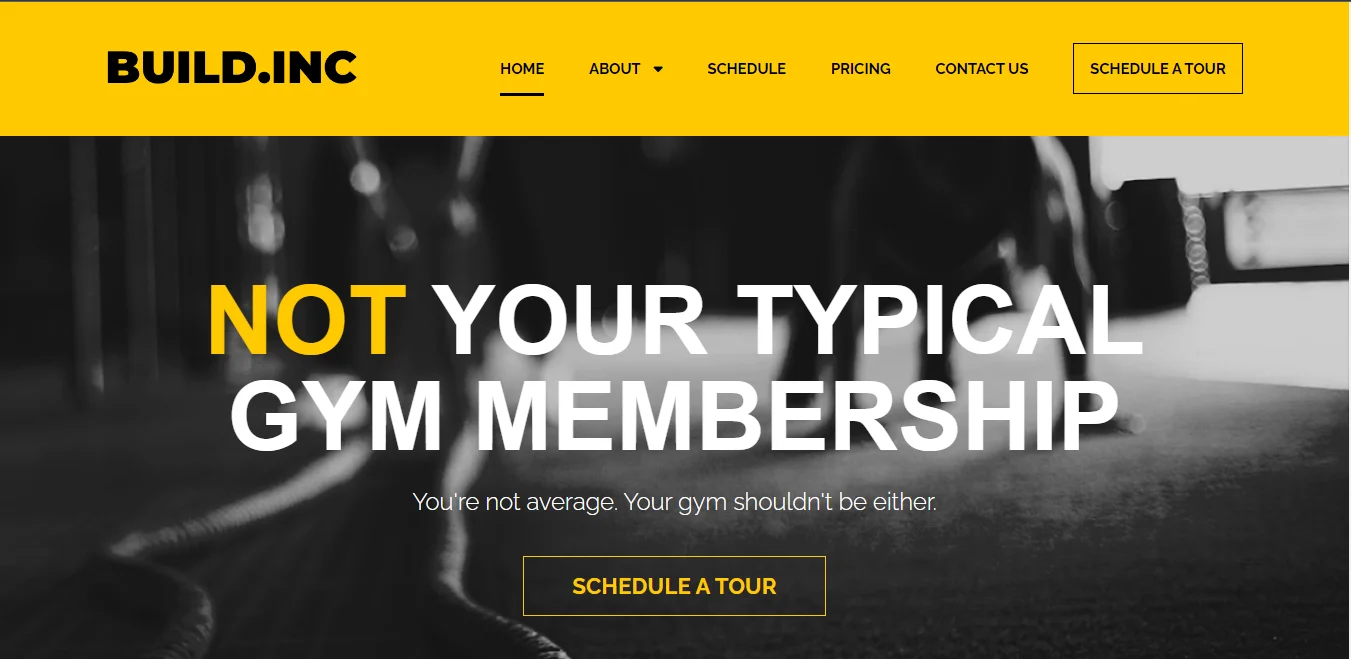 BUILD.INC
HOME
ABOUT
SCHEDULE
PRICING
CONTACT US
SCHEDULE A TOUR
NOT YOUR TYPICAL
GYM MEMBERSHIP
You're not average. Your gym shouldn't be either.
SCHEDULE A TOUR